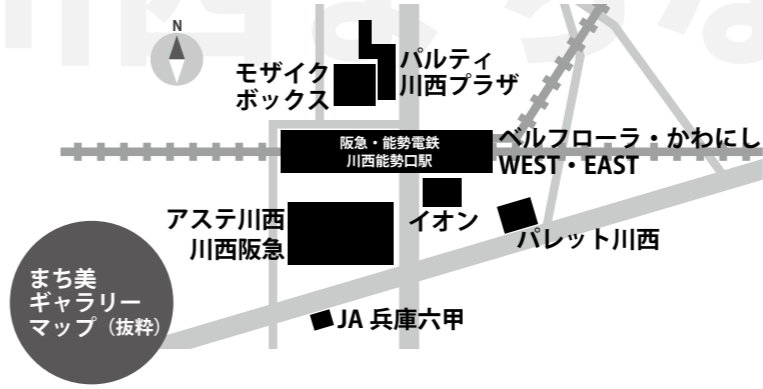 N
モザイク
ボックス
パルティ
川西プラザ
阪急・能勢電鉄
川西能勢口駅
ベルフローラ・かわにし
WEST・EAST
アステ川西
川西阪急
イオン
パレット川西
まち美
ギャラリー
マップ（抜粋）
JA 兵庫六甲